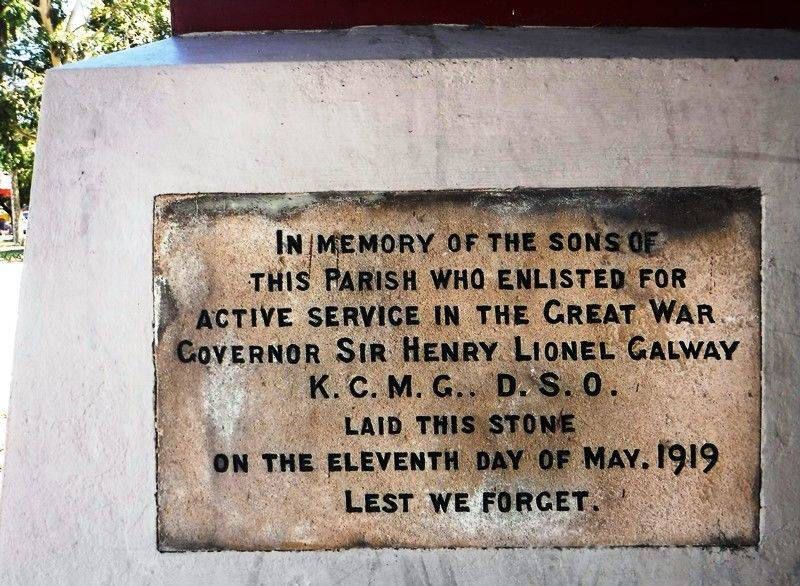 In memory of the sons of
this Parish who enlisted for
active service in the Great War
Governor Sir Henry Lionel Galway
K. C. M. G.. D. S. O.
laid this stone
on the eleventh day of May. 1919
Lest we forget.